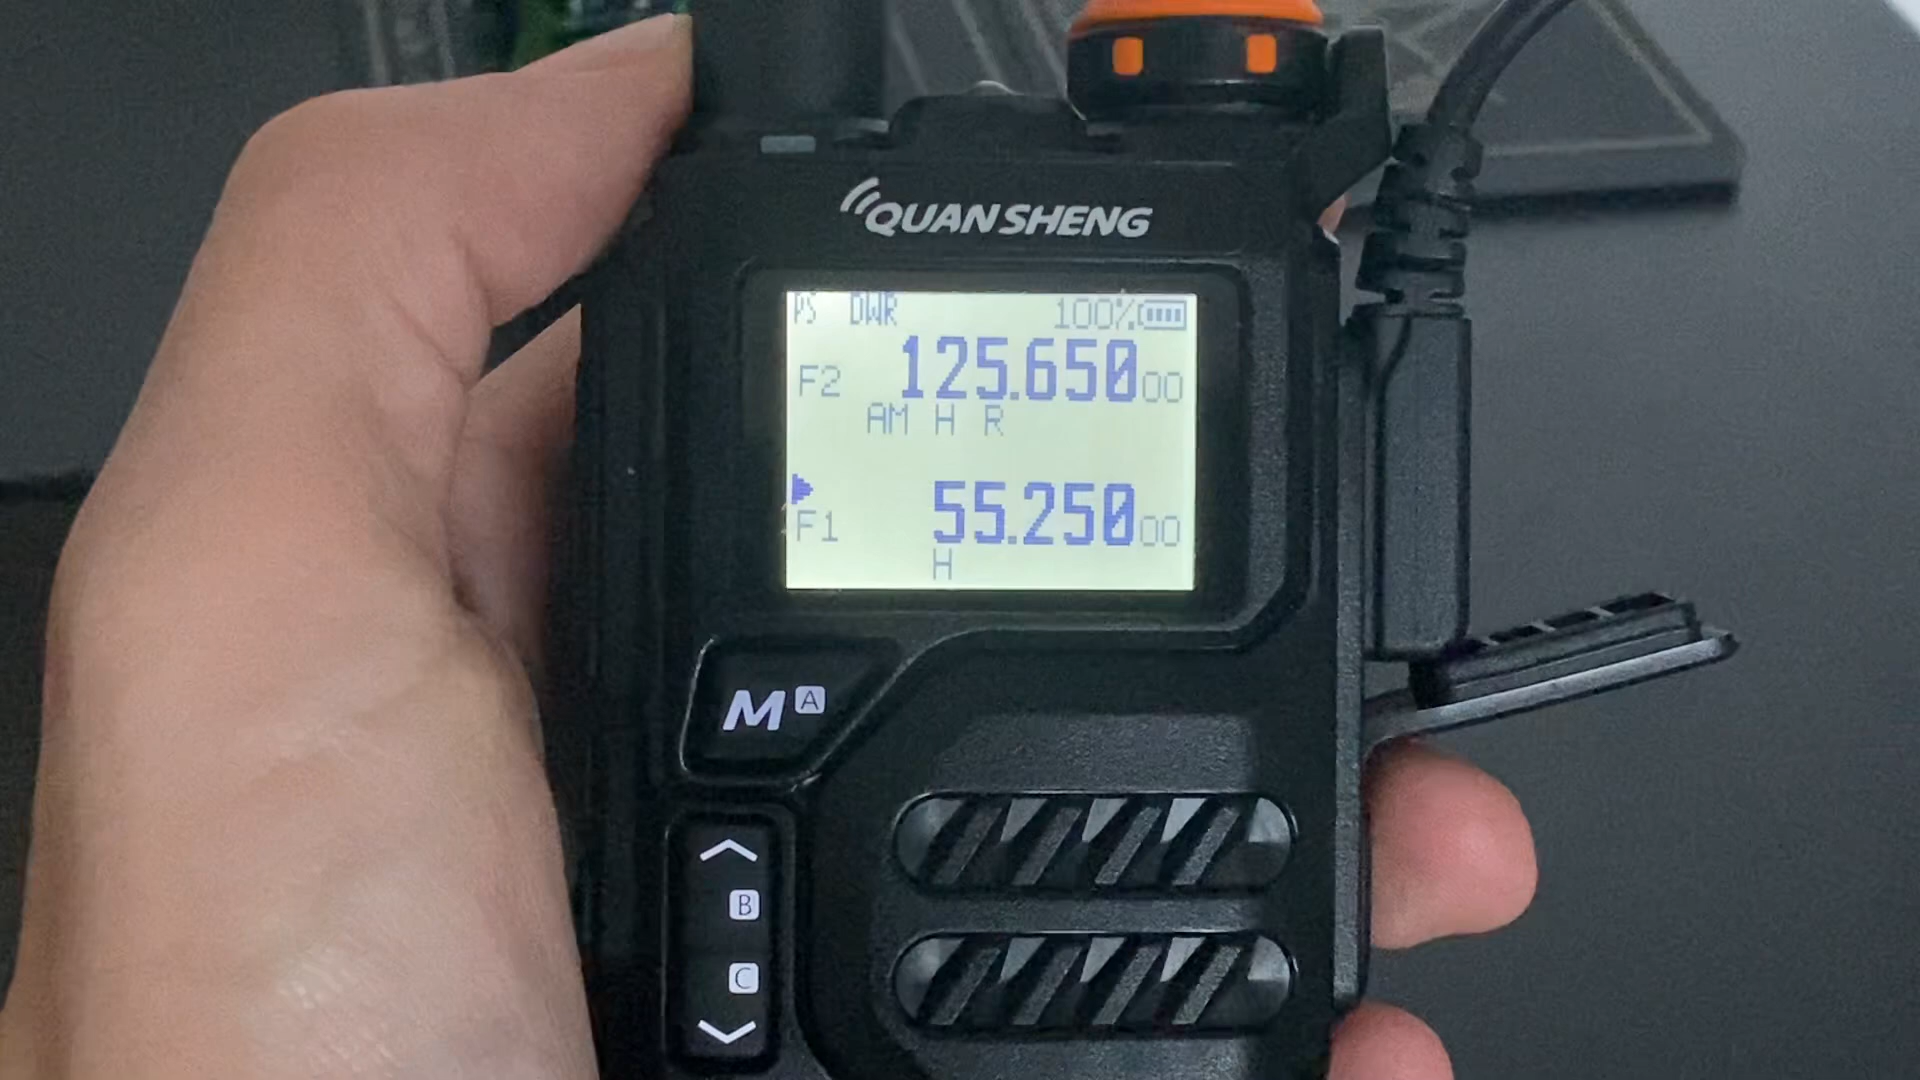 QUANSHENG
PS DWR 100%
F2 125.65000
AM H R
F1 55.25000
H
M A
B
C